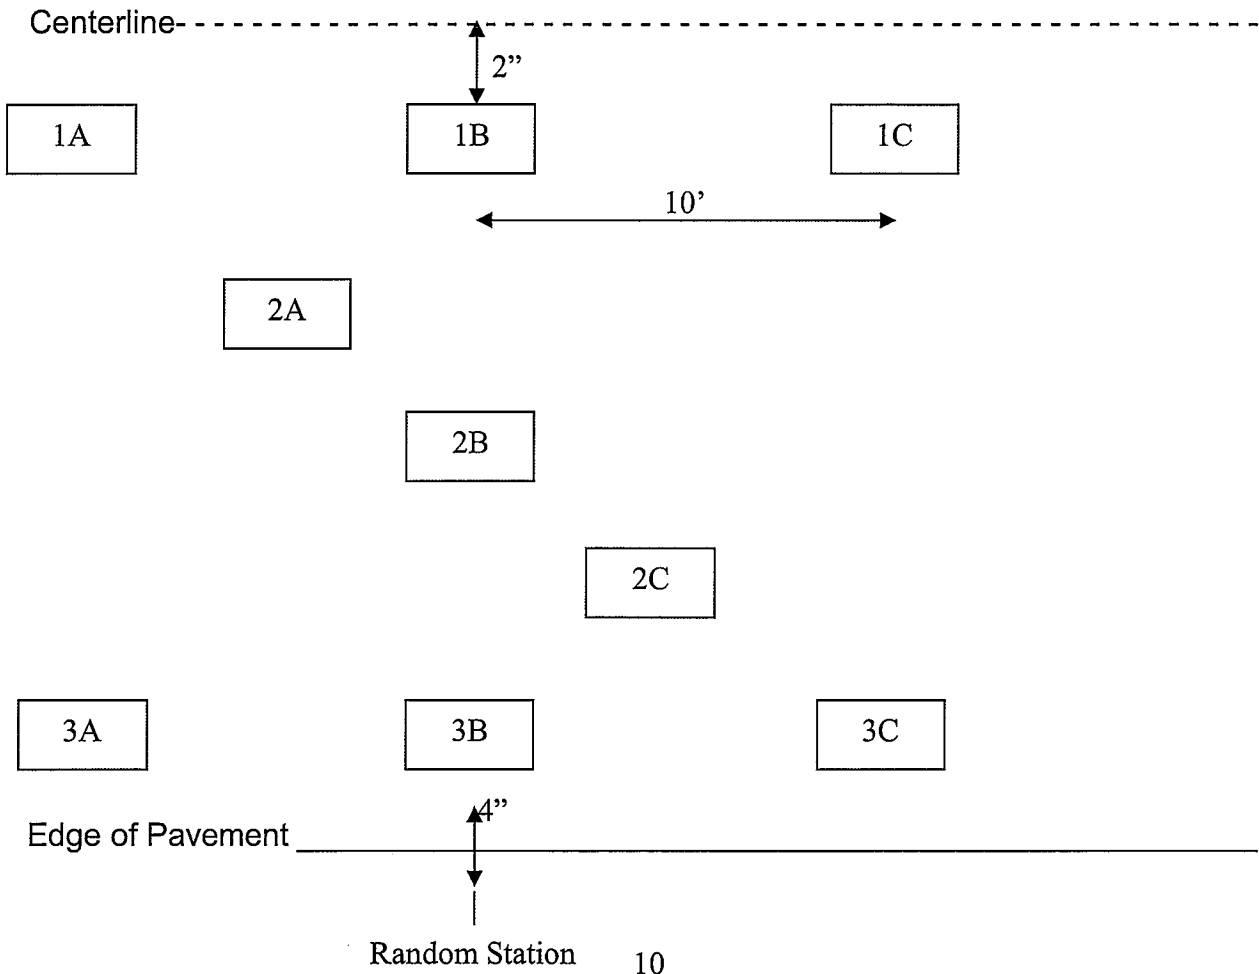 Centerline
2”
1A
1B
1C
10’
2A
2B
2C
3A
3B
3C
4”
Edge of Pavement
Random Station
10